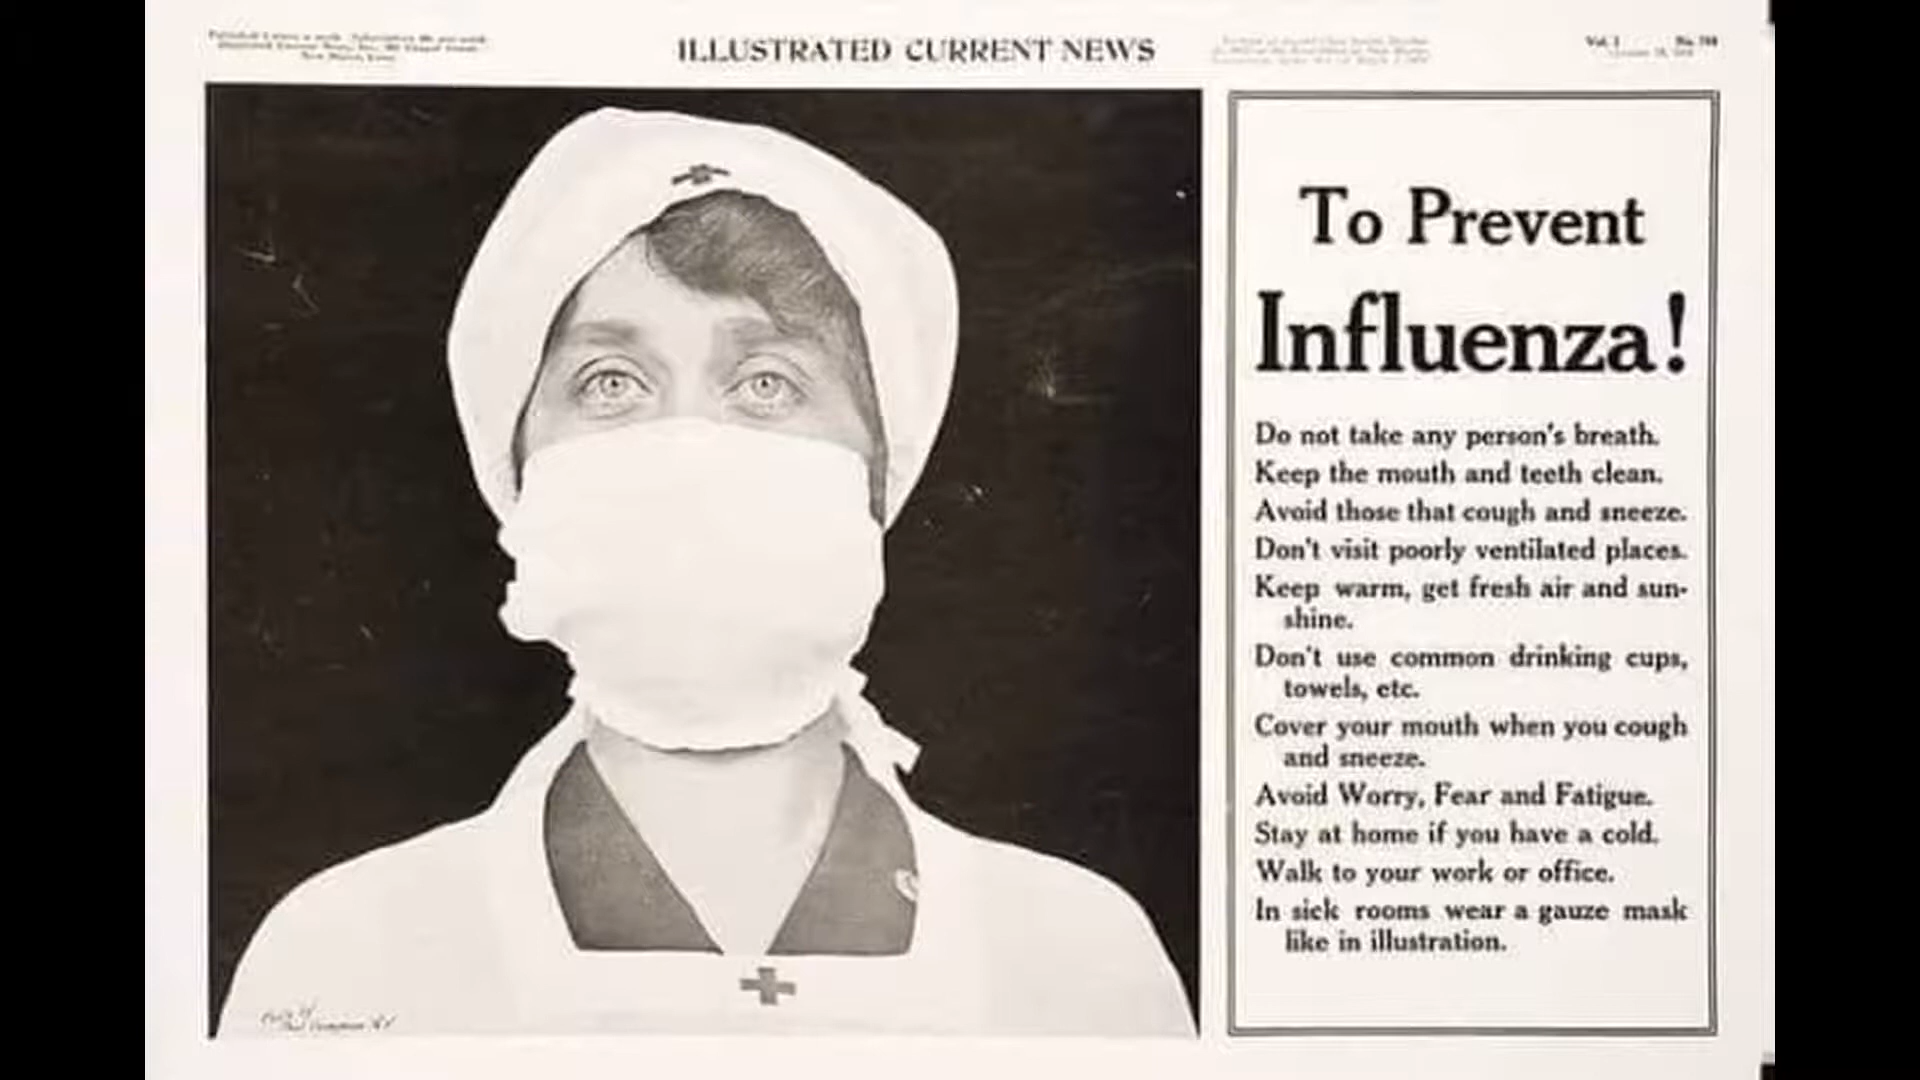 ILLUSTRATED CURRENT NEWS
Vol. 1
To Prevent
Influenza!
Do not take any person's breath.
Keep the mouth and teeth clean.
Avoid those that cough and sneeze.
Don't visit poorly ventilated places.
Keep warm, get fresh air and sun-
shine.
Don't use common drinking cups,
towels, etc.
Cover your mouth when you cough
and sneeze.
Avoid Worry, Fear and Fatigue.
Stay at home if you have a cold.
Walk to your work or office.
In sick rooms wear a gauze mask
like in illustration.